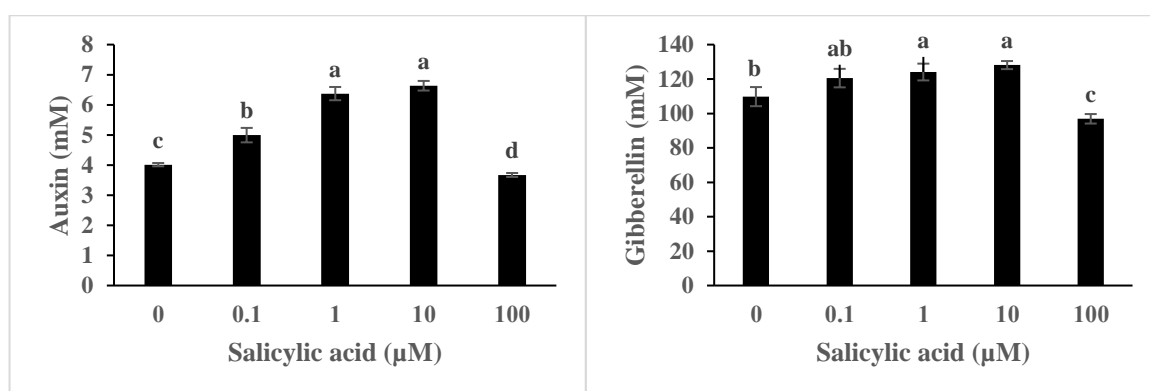 Auxin (mM)
8
7
6
5
4
3
2
1
0
c
b
a
a
d
0 0.1 1 10 100
Salicylic acid (µM)
Gibberellin (mM)
140
120
100
80
60
40
20
0
b
ab
a
a
c
0 0.1 1 10 100
Salicylic acid (µM)